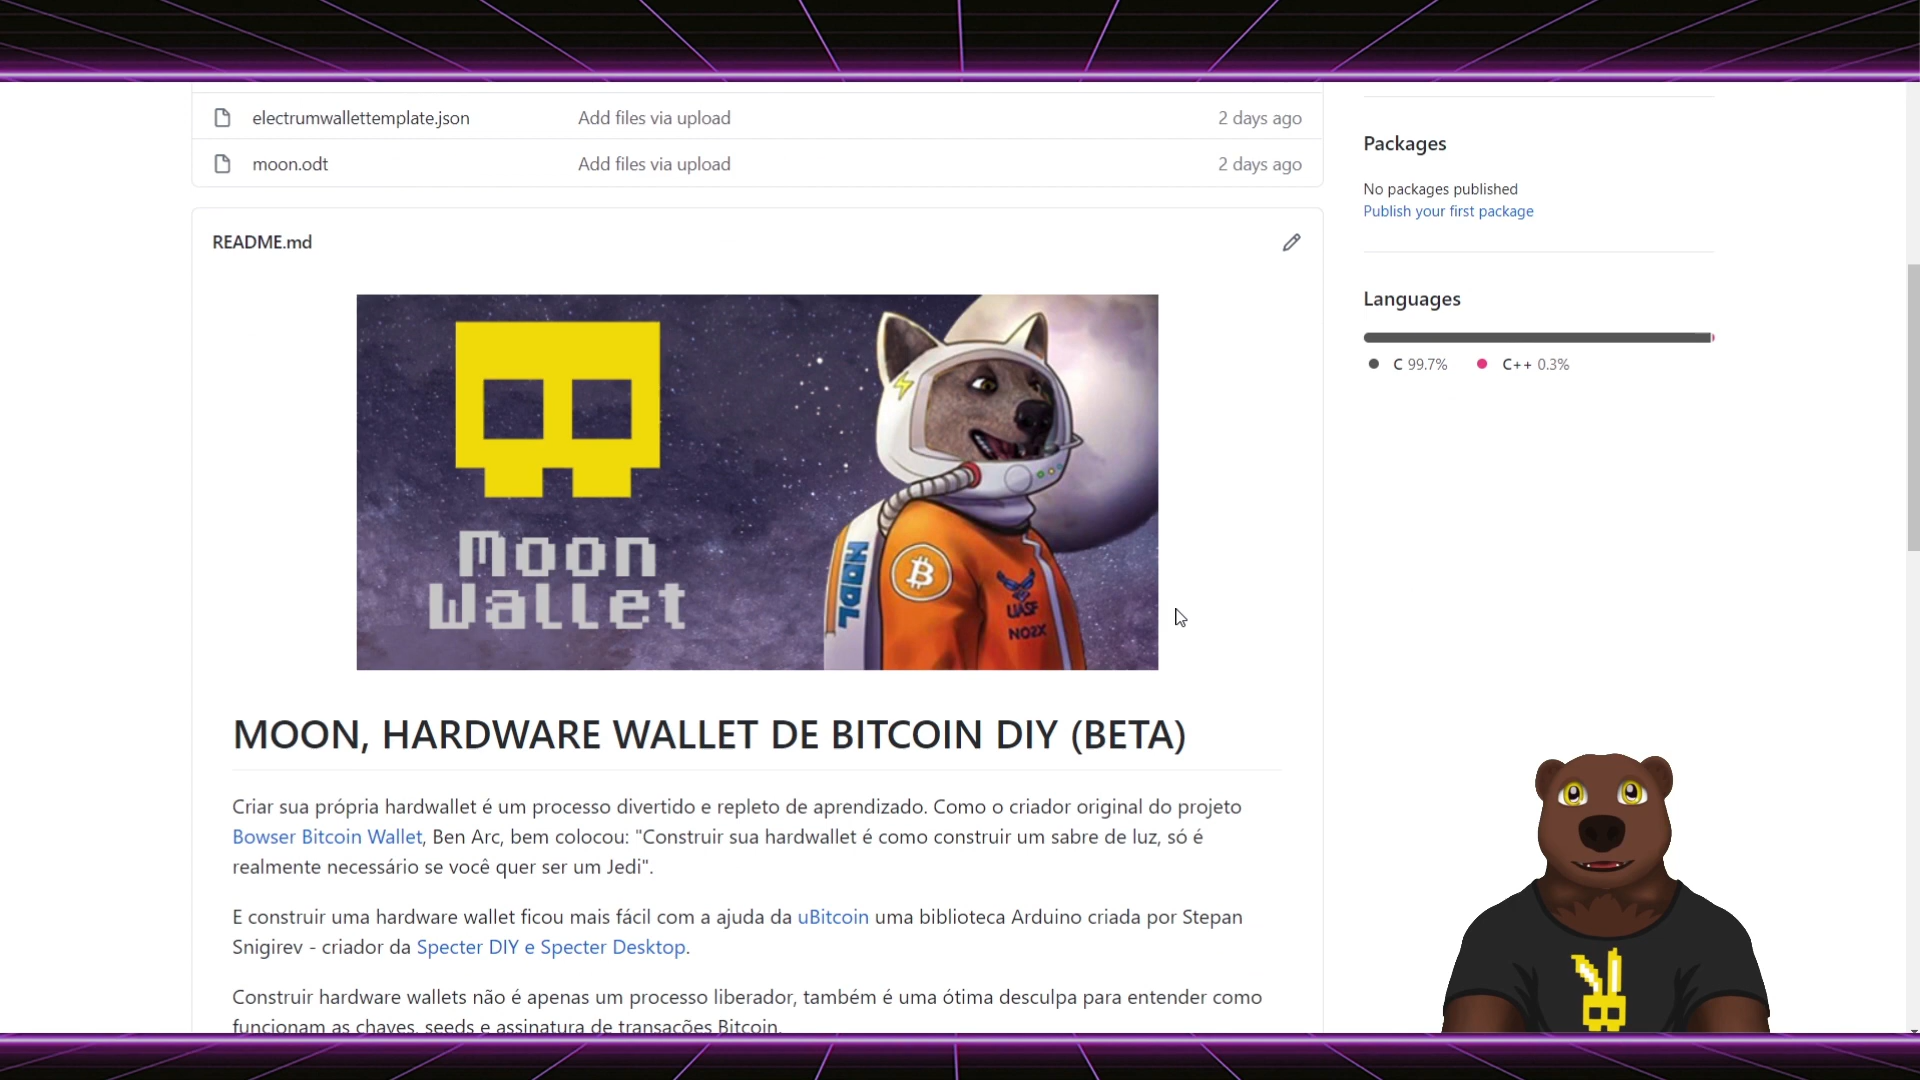 electrumwallettemplate.json Add files via upload 2 days ago
moon.odt Add files via upload 2 days ago
Packages
No packages published
Publish your first package
README.md
Languages
C 99.7% C++ 0.3%
Moon
Wallet
HODL
UASF
NO2X
MOON, HARDWARE WALLET DE BITCOIN DIY (BETA)
Criar sua própria hardwallet é um processo divertido e repleto de aprendizado. Como o criador original do projeto
Bowser Bitcoin Wallet, Ben Arc, bem colocou: "Construir sua hardwallet é como construir um sabre de luz, só é
realmente necessário se você quer ser um Jedi".
E construir uma hardware wallet ficou mais fácil com a ajuda da uBitcoin uma biblioteca Arduino criada por Stepan
Snigirev - criador da Specter DIY e Specter Desktop.
Construir hardware wallets não é apenas um processo liberador, também é uma ótima desculpa para entender como
funcionam as chaves, seeds e assinatura de transações Bitcoin.